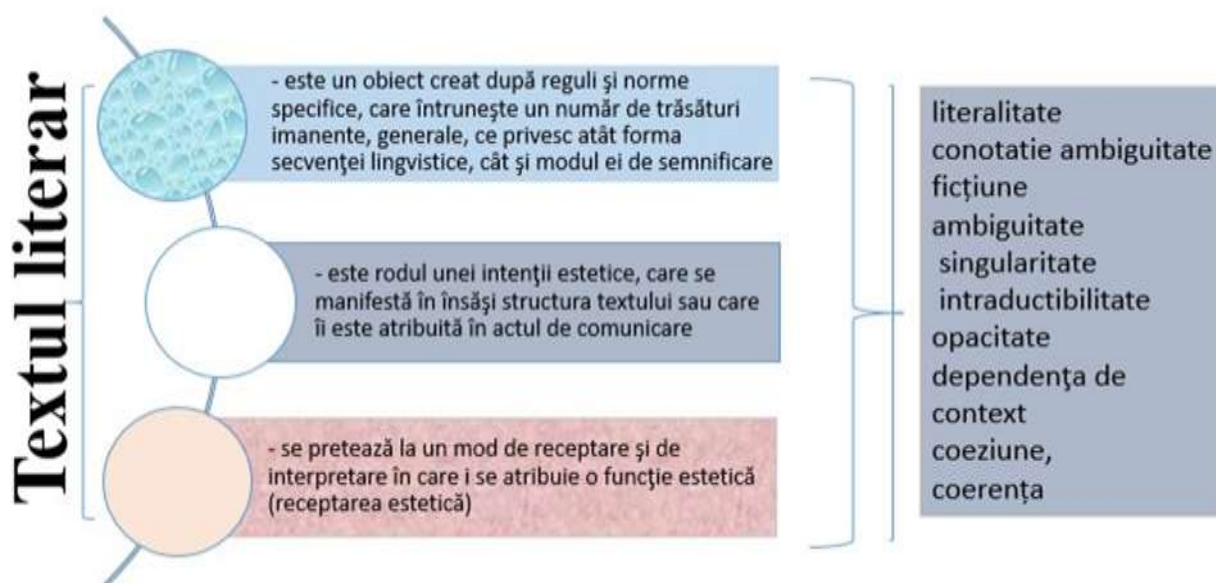 Textul literar
- este un obiect creat după reguli şi norme
specifice, care întruneşte un număr de trăsături
imanente, generale, ce privesc atât forma
secvenţei lingvistice, cât şi modul ei de semnificare
- este rodul unei intenţii estetice, care se
manifestă în însăşi structura textului sau care
îi este atribuită în actul de comunicare
- se pretează la un mod de receptare şi de
interpretare în care i se atribuie o funcţie estetică
(receptarea estetică)
literalitate
conotatie ambiguitate
ficțiune
ambiguitate
singularitate
intraductibilitate
opacitate
dependenţa de
context
coeziune,
coerența